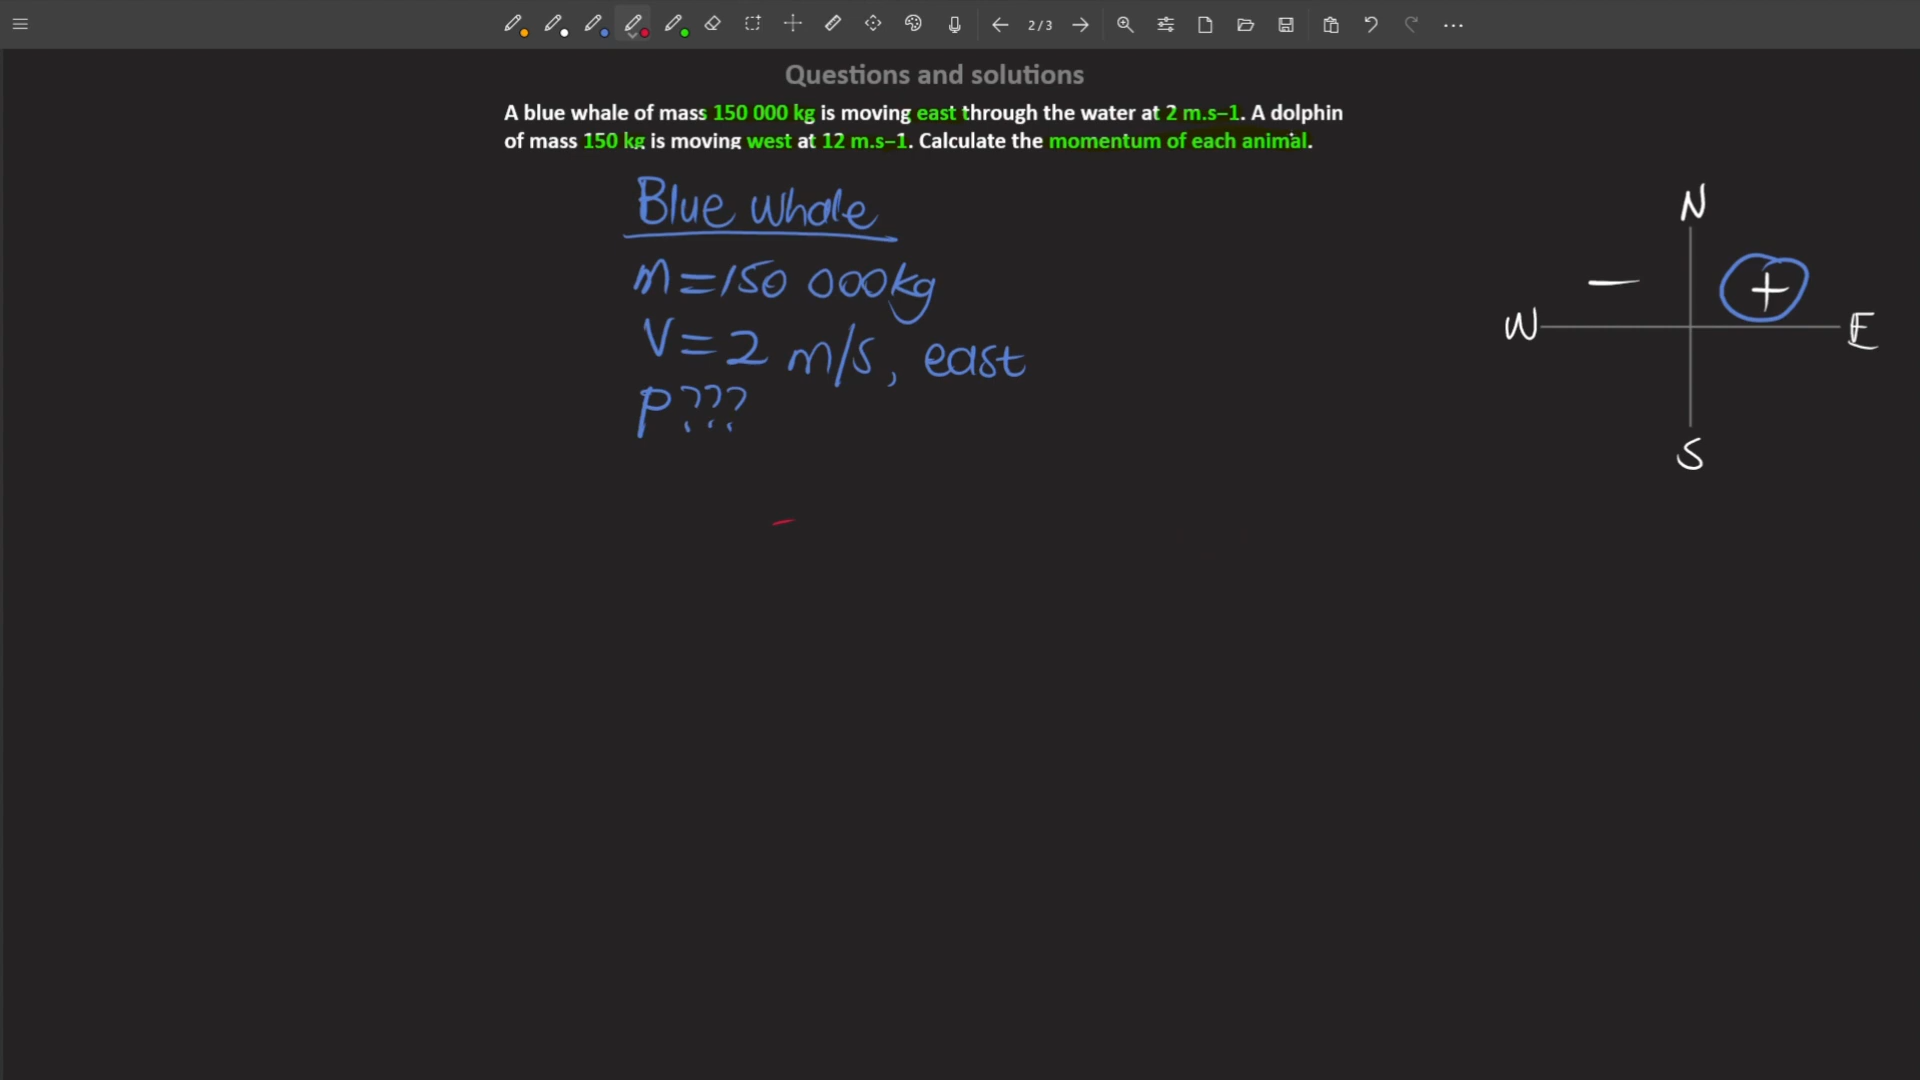 2/3
Questions and solutions
A blue whale of mass 150 000 kg is moving east through the water at 2 m.s–1. A dolphin
of mass 150 kg is moving west at 12 m.s–1. Calculate the momentum of each animal.
Blue Whale
m=150 000kg
V=2 m/s, east
P???
N
− +
W E
S